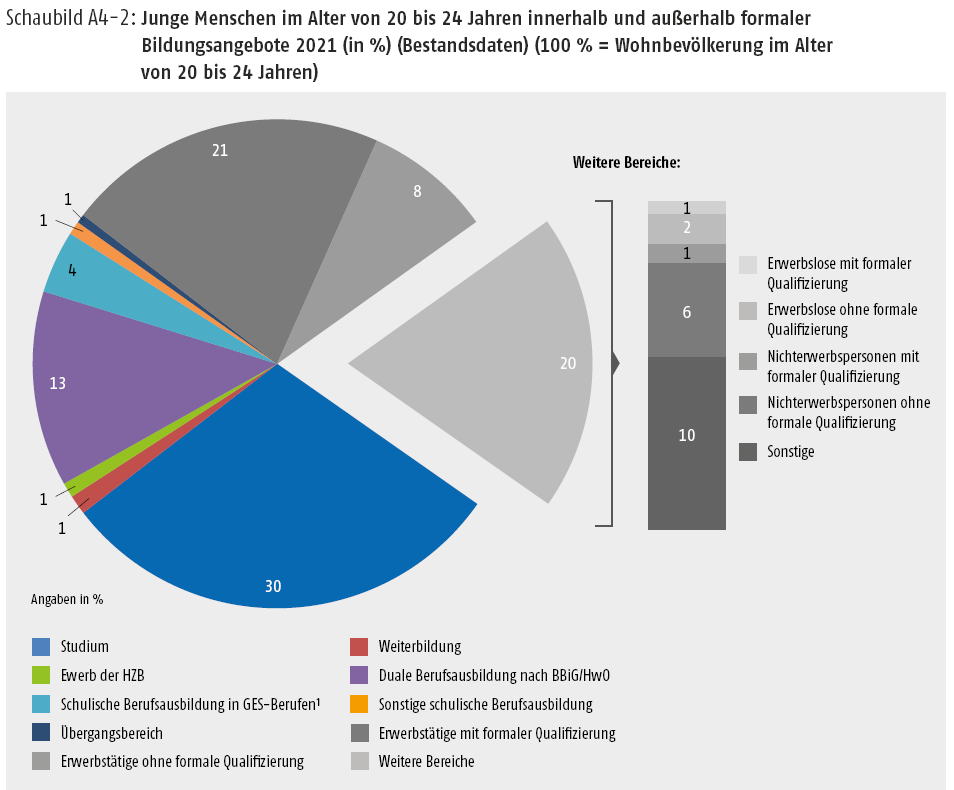 Schaubild A4-2: Junge Menschen im Alter von 20 bis 24 Jahren innerhalb und außerhalb formaler
Bildungsangebote 2021 (in %) (Bestandsdaten) (100 % = Wohnbevölkerung im Alter
von 20 bis 24 Jahren)
21
8
1
1
4
13
1
1
30
20
Weitere Bereiche:
1
2
1
6
10
Erwerbslose mit formaler
Qualifizierung
Erwerbslose ohne formale
Qualifizierung
Nichterwerbspersonen mit
formaler Qualifizierung
Nichterwerbspersonen ohne
formale Qualifizierung
Sonstige
Angaben in %
Studium
Ewerb der HZB
Schulische Berufsausbildung in GES-Berufen¹
Übergangsbereich
Erwerbstätige ohne formale Qualifizierung
Weiterbildung
Duale Berufsausbildung nach BBiG/HwO
Sonstige schulische Berufsausbildung
Erwerbstätige mit formaler Qualifizierung
Weitere Bereiche